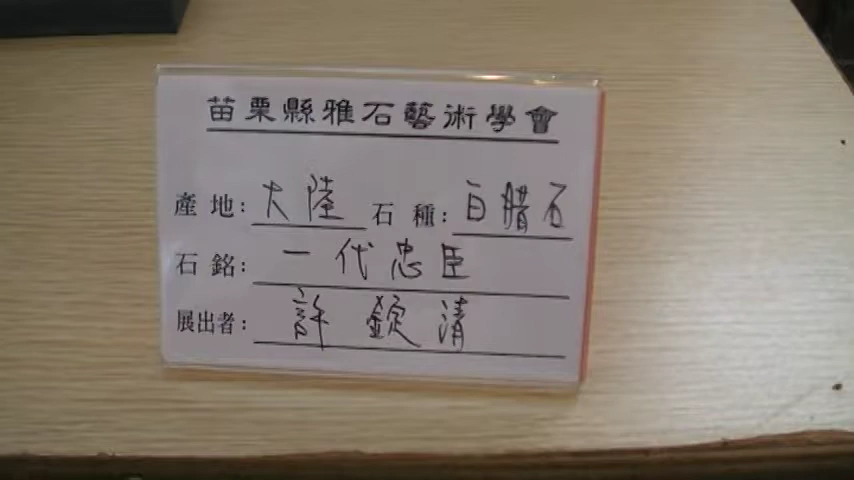 苗栗縣雅石藝術學會
產地：大陸 石種：白腊石
石銘：一代忠臣
展出者：許錠清